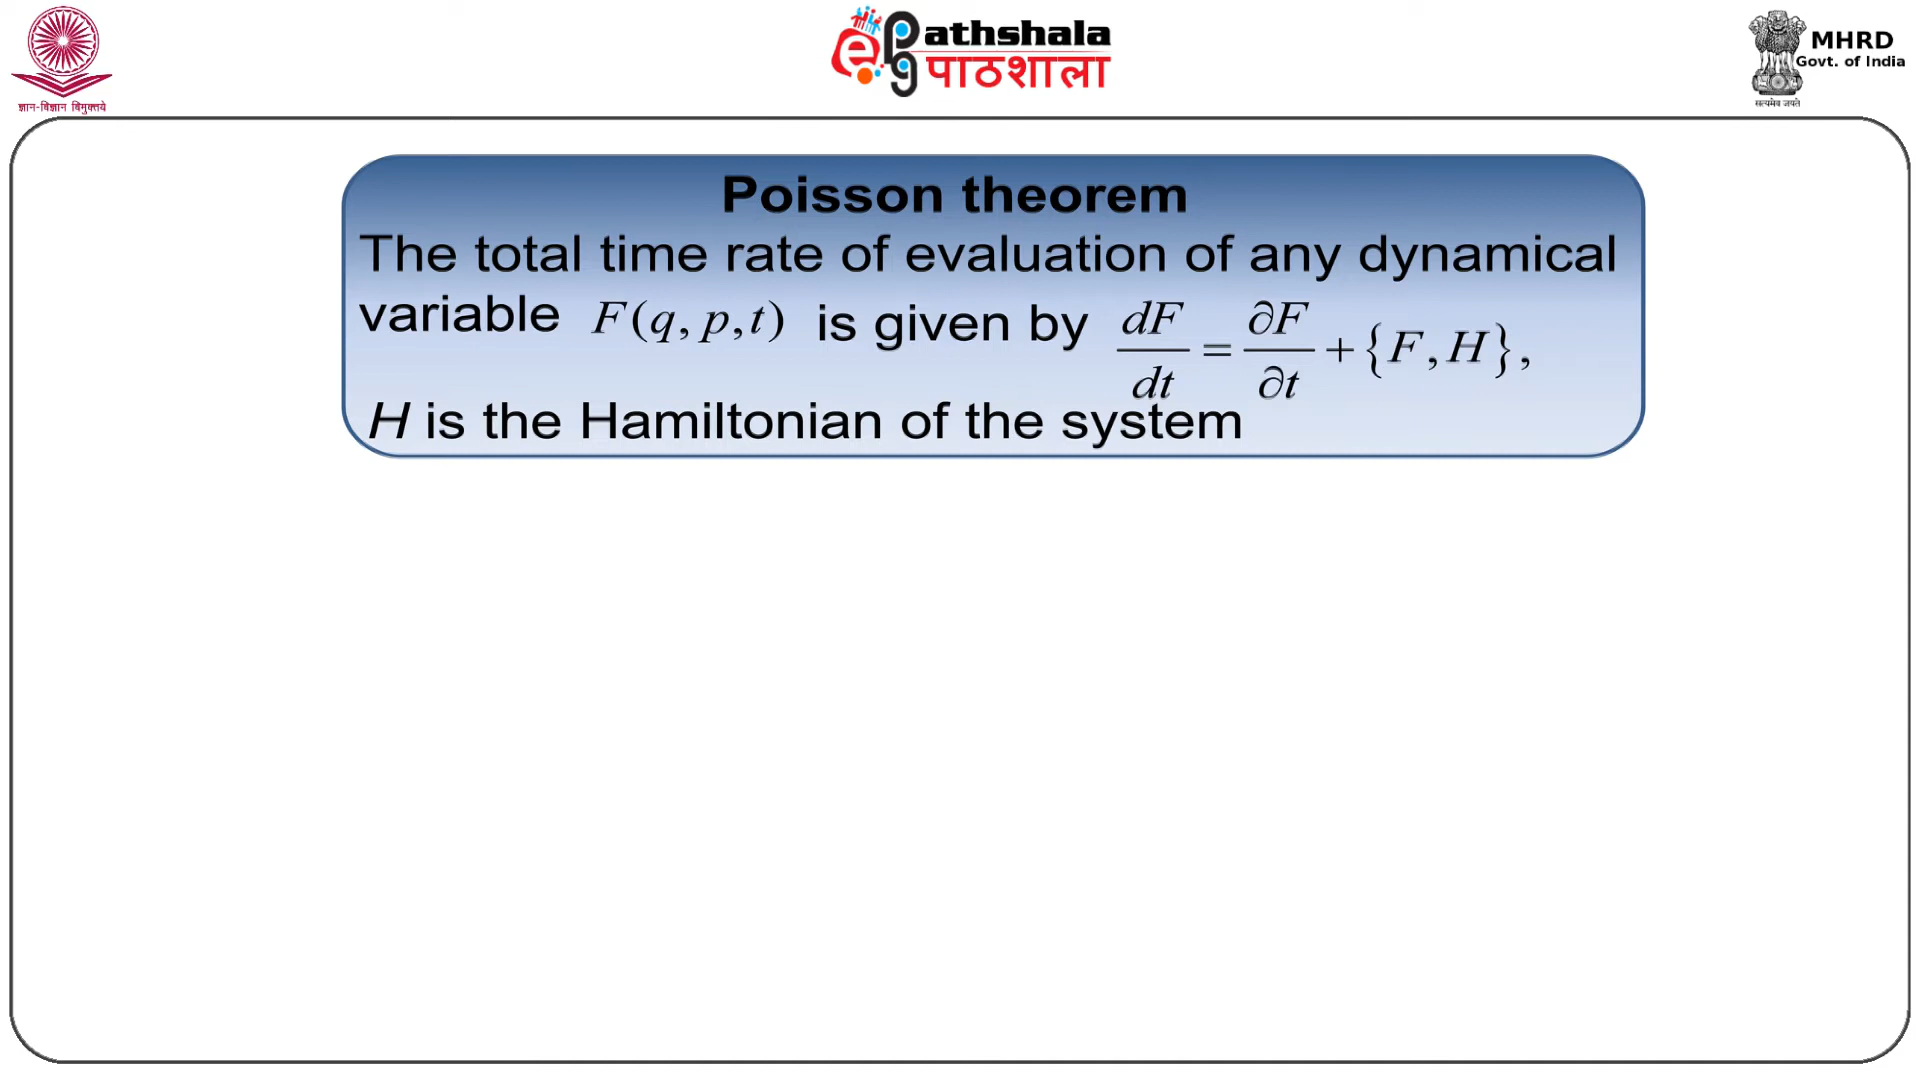 ज्ञान-विज्ञान विमुक्तये
Pathshala
पाठशाला
MHRD
Govt. of India
सत्यमेव जयते
Poisson theorem
The total time rate of evaluation of any dynamical
variable F(q, p, t) is given by dF/dt = ∂F/∂t + {F, H},
H is the Hamiltonian of the system